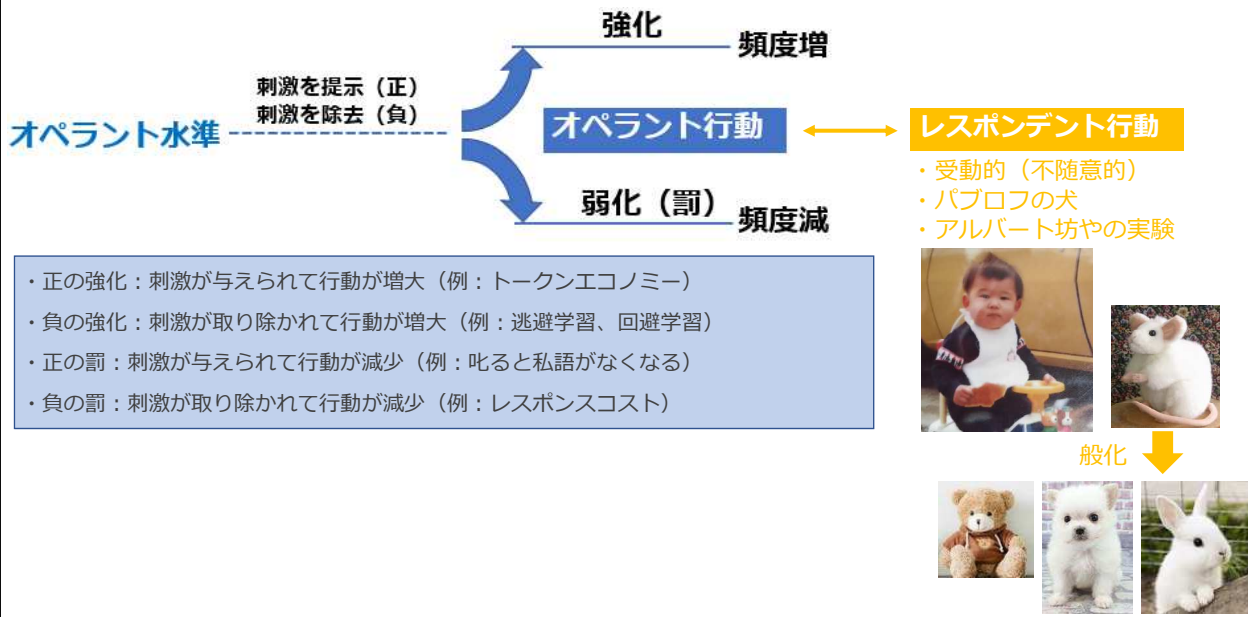 強化
頻度増
刺激を提示（正）
刺激を除去（負）
オペラント水準
オペラント行動
弱化（罰）
頻度減
レスポンデント行動
・受動的（不随意的）
・パブロフの犬
・アルバート坊やの実験
・正の強化：刺激が与えられて行動が増大（例：トークンエコノミー）
・負の強化：刺激が取り除かれて行動が増大（例：逃避学習、回避学習）
・正の罰：刺激が与えられて行動が減少（例：叱ると私語がなくなる）
・負の罰：刺激が取り除かれて行動が減少（例：レスポンスコスト）
般化